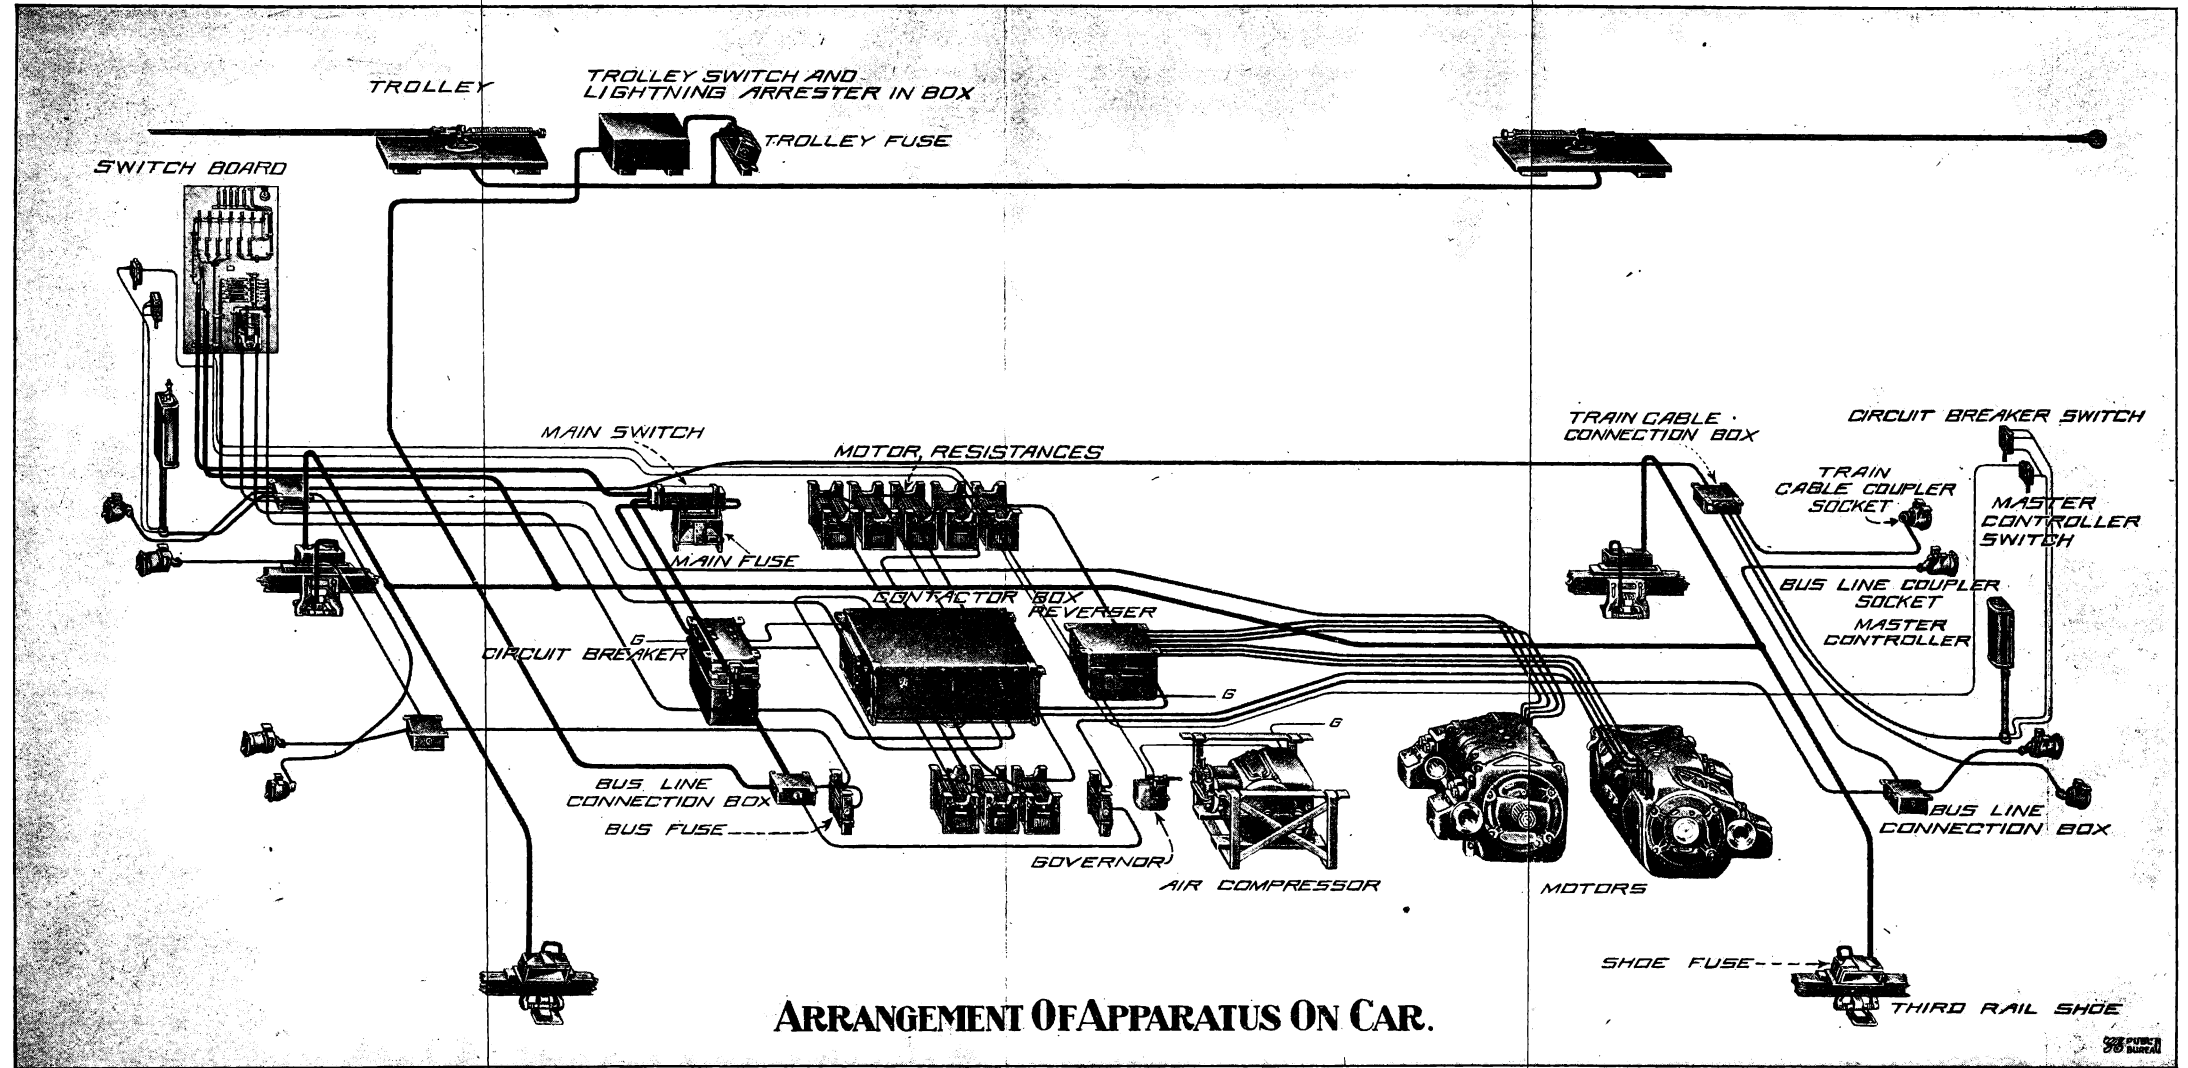 TROLLEY
TROLLEY SWITCH AND
LIGHTNING ARRESTER IN BOX
TROLLEY FUSE
SWITCH BOARD
MAIN SWITCH
MOTOR RESISTANCES
TRAIN CABLE
CONNECTION BOX
CIRCUIT BREAKER SWITCH
TRAIN
CABLE COUPLER
SOCKET
MASTER
CONTROLLER
SWITCH
MAIN FUSE
BUS LINE COUPLER
SOCKET
CONTACTOR BOX
REVERSER
MASTER
CONTROLLER
G
CIRCUIT BREAKER
G
G
BUS LINE
CONNECTION BOX
BUS FUSE
GOVERNOR
AIR COMPRESSOR
MOTORS
BUS LINE
CONNECTION BOX
SHOE FUSE
THIRD RAIL SHOE
ARRANGEMENT OF APPARATUS ON CAR.
BUREAU